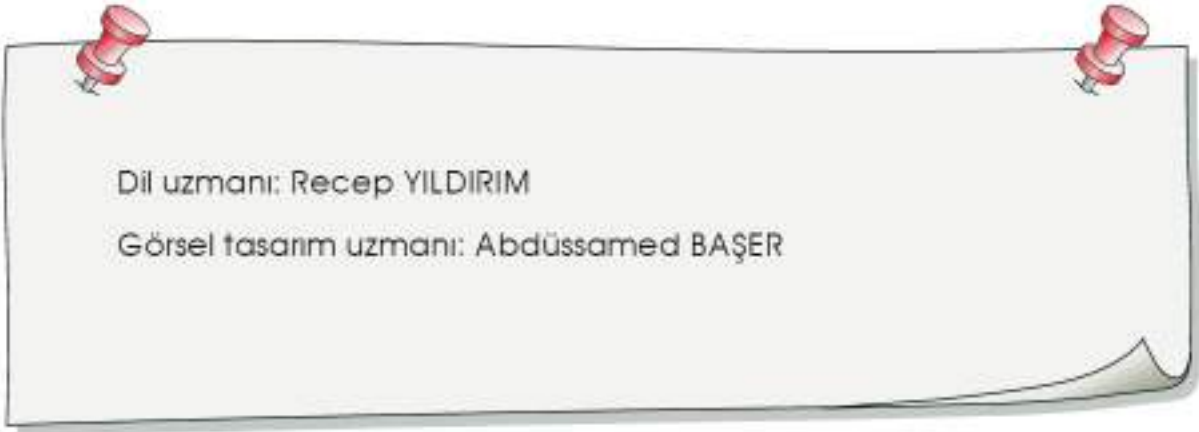 Dil uzmanı: Recep YILDIRIM
Görsel tasarım uzmanı: Abdüssamed BAŞER